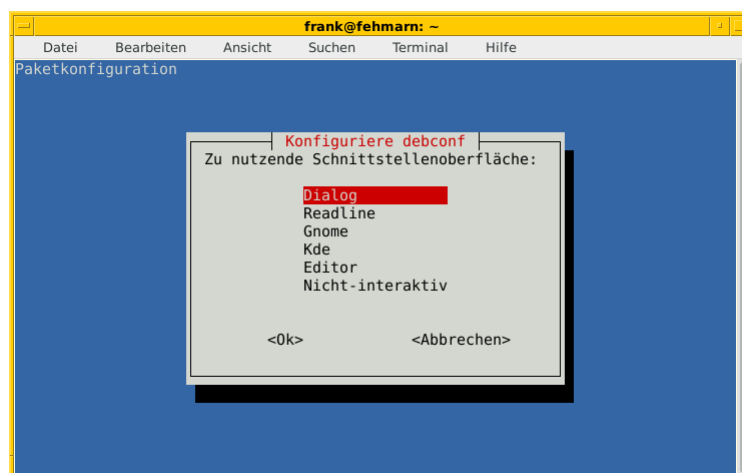 frank@fehmarn: ~
Datei Bearbeiten Ansicht Suchen Terminal Hilfe
Paketkonfiguration
Konfiguriere debconf
Zu nutzende Schnittstellenoberfläche:
Dialog
Readline
Gnome
Kde
Editor
Nicht-interaktiv
<Ok> <Abbrechen>